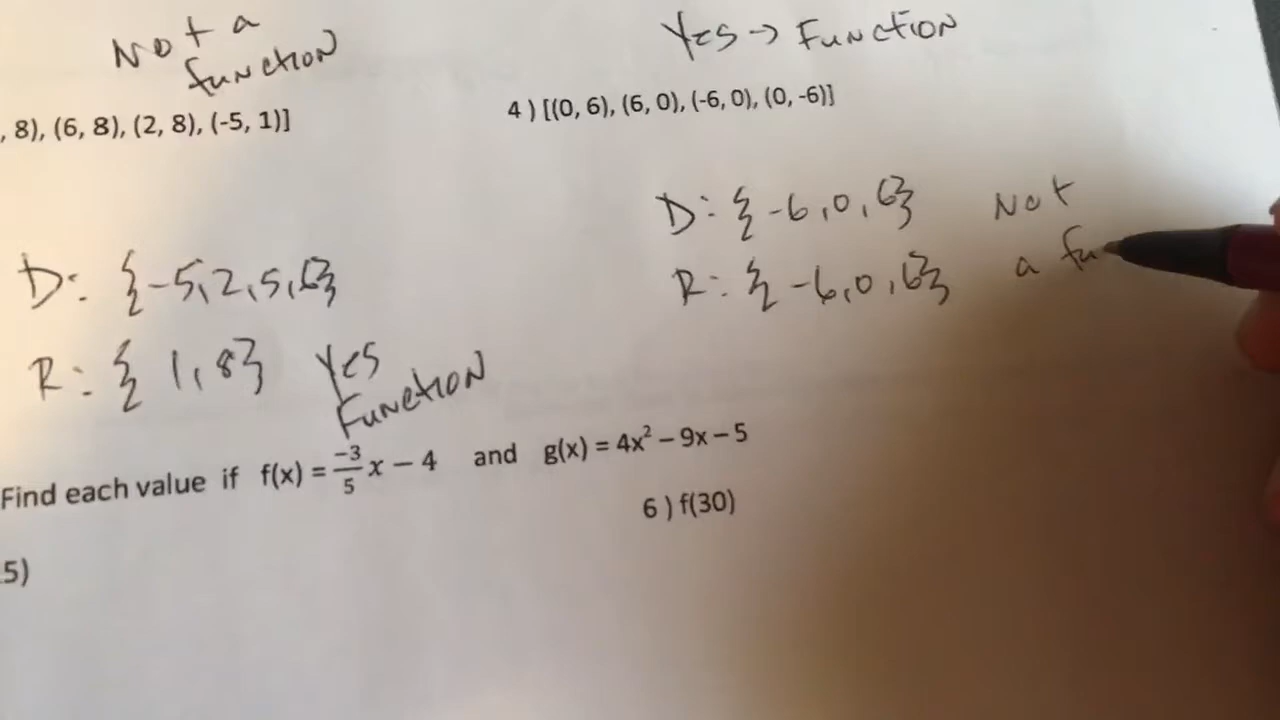 Not a
function
Yes → Function
, 8), (6, 8), (2, 8), (-5, 1)]
4 ) [(0, 6), (6, 0), (-6, 0), (0, -6)]
D: {-5,2,5,6}
R: { 1,8} Yes
Function
D: {-6,0,6} Not
R: {-6,0,6} a fu
Find each value if f(x) = -3/5 x − 4 and g(x) = 4x² − 9x − 5
6 ) f(30)
5)